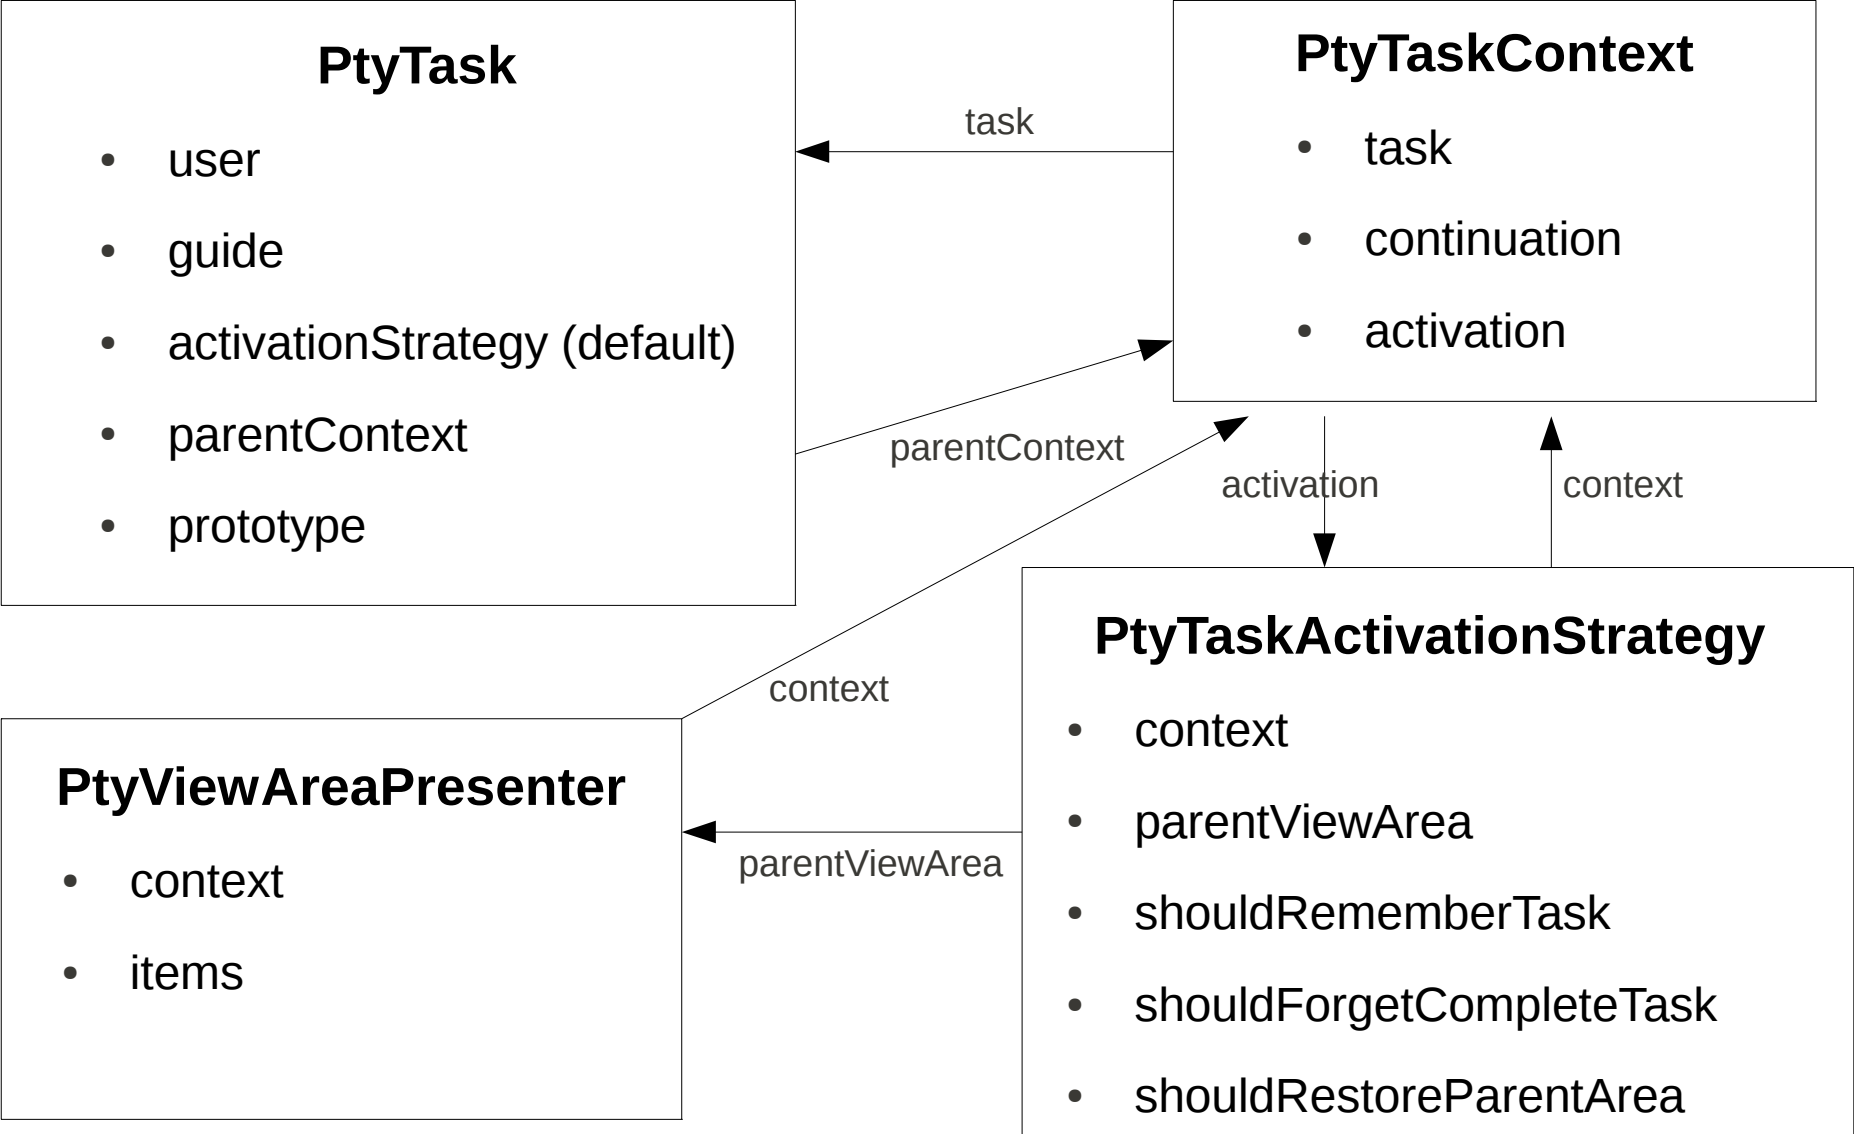 PtyTask
• user
• guide
• activationStrategy (default)
• parentContext
• prototype
task
PtyTaskContext
• task
• continuation
• activation
parentContext
activation
context
context
PtyViewAreaPresenter
• context
• items
parentViewArea
PtyTaskActivationStrategy
• context
• parentViewArea
• shouldRememberTask
• shouldForgetCompleteTask
• shouldRestoreParentArea